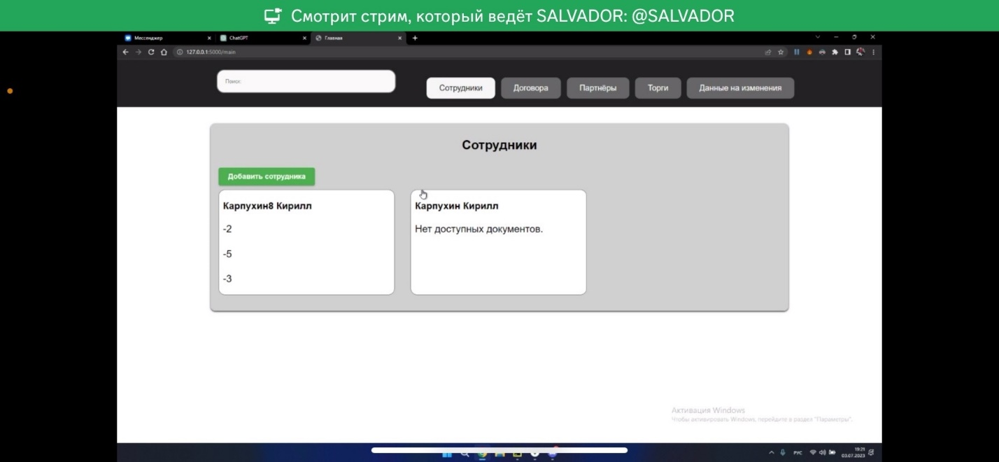 Смотрит стрим, который ведёт SALVADOR: @SALVADOR
Мессенджер
ChatGPT
Главная
127.0.0.1:5000/main
Поиск:
Сотрудники
Договора
Партнёры
Торги
Данные на изменения
Сотрудники
Добавить сотрудника
Карпухин8 Кирилл
-2
-5
-3
Карпухин Кирилл
Нет доступных документов.
Активация Windows
Чтобы активировать Windows, перейдите в раздел "Параметры".
РУС
19:21
03.07.2023